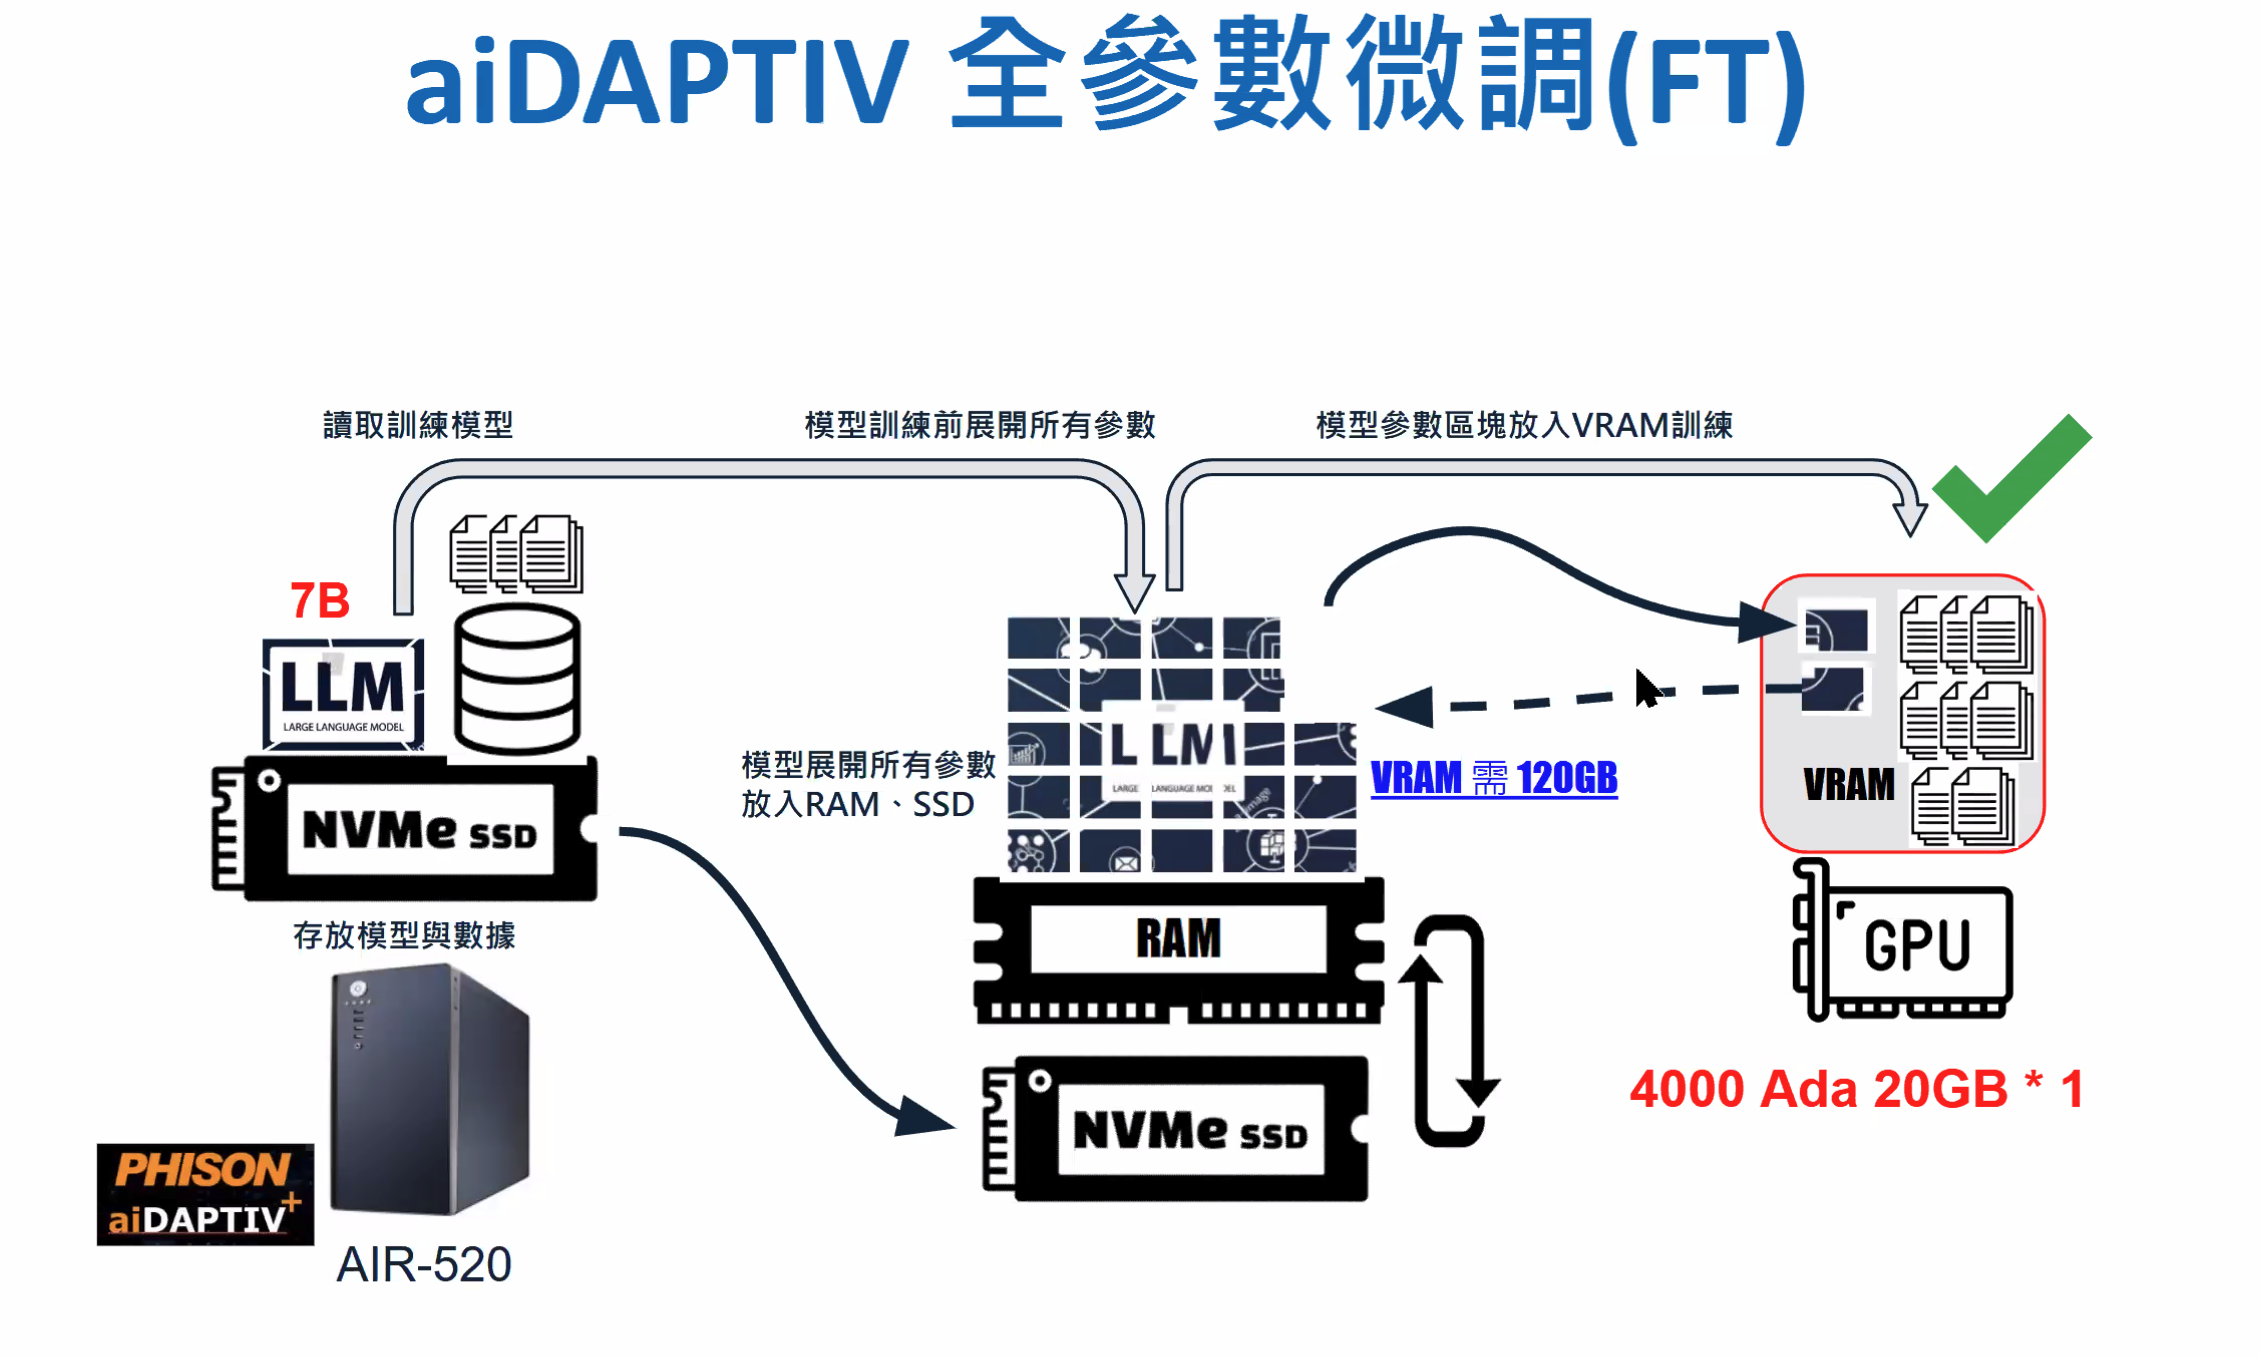 aiDAPTIV 全參數微調(FT)
讀取訓練模型
模型訓練前展開所有參數
模型參數區塊放入VRAM訓練
7B
LLM
LARGE LANGUAGE MODEL
NVMe SSD
存放模型與數據
模型展開所有參數
放入RAM、SSD
LLM
LARGE LANGUAGE MODEL
VRAM 需 120GB
VRAM
RAM
GPU
NVMe SSD
4000 Ada 20GB * 1
PHISON
aiDAPTIV+
AIR-520